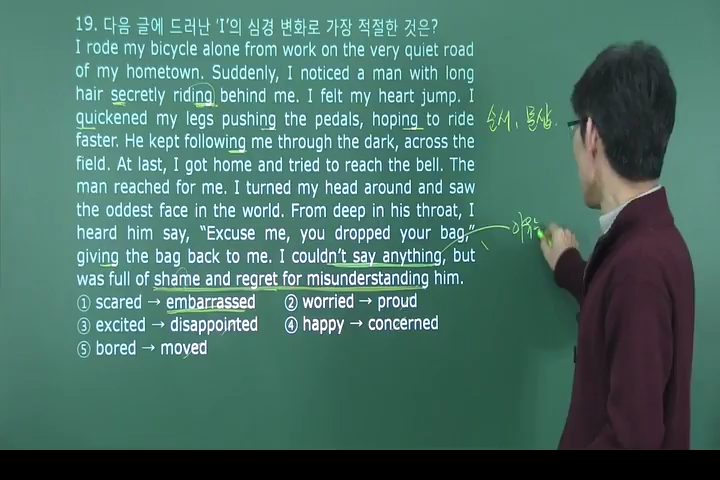 19. 다음 글에 드러난 'I'의 심경 변화로 가장 적절한 것은?
I rode my bicycle alone from work on the very quiet road
of my hometown. Suddenly, I noticed a man with long
hair secretly riding behind me. I felt my heart jump. I
quickened my legs pushing the pedals, hoping to ride
faster. He kept following me through the dark, across the
field. At last, I got home and tried to reach the bell. The
man reached for me. I turned my head around and saw
the oddest face in the world. From deep in his throat, I
heard him say, “Excuse me, you dropped your bag,”
giving the bag back to me. I couldn't say anything, but
was full of shame and regret for misunderstanding him.
① scared → embarrassed ② worried → proud
③ excited → disappointed ④ happy → concerned
⑤ bored → moved